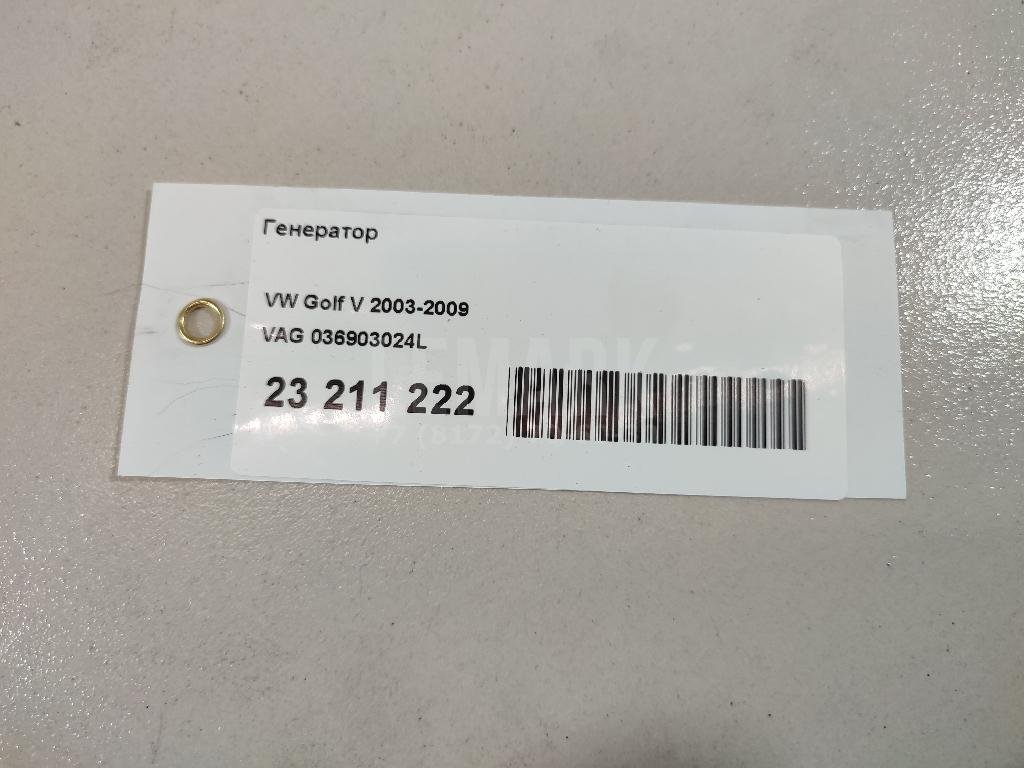 Генератор
VW Golf V 2003-2009
VAG 036903024L
23 211 222